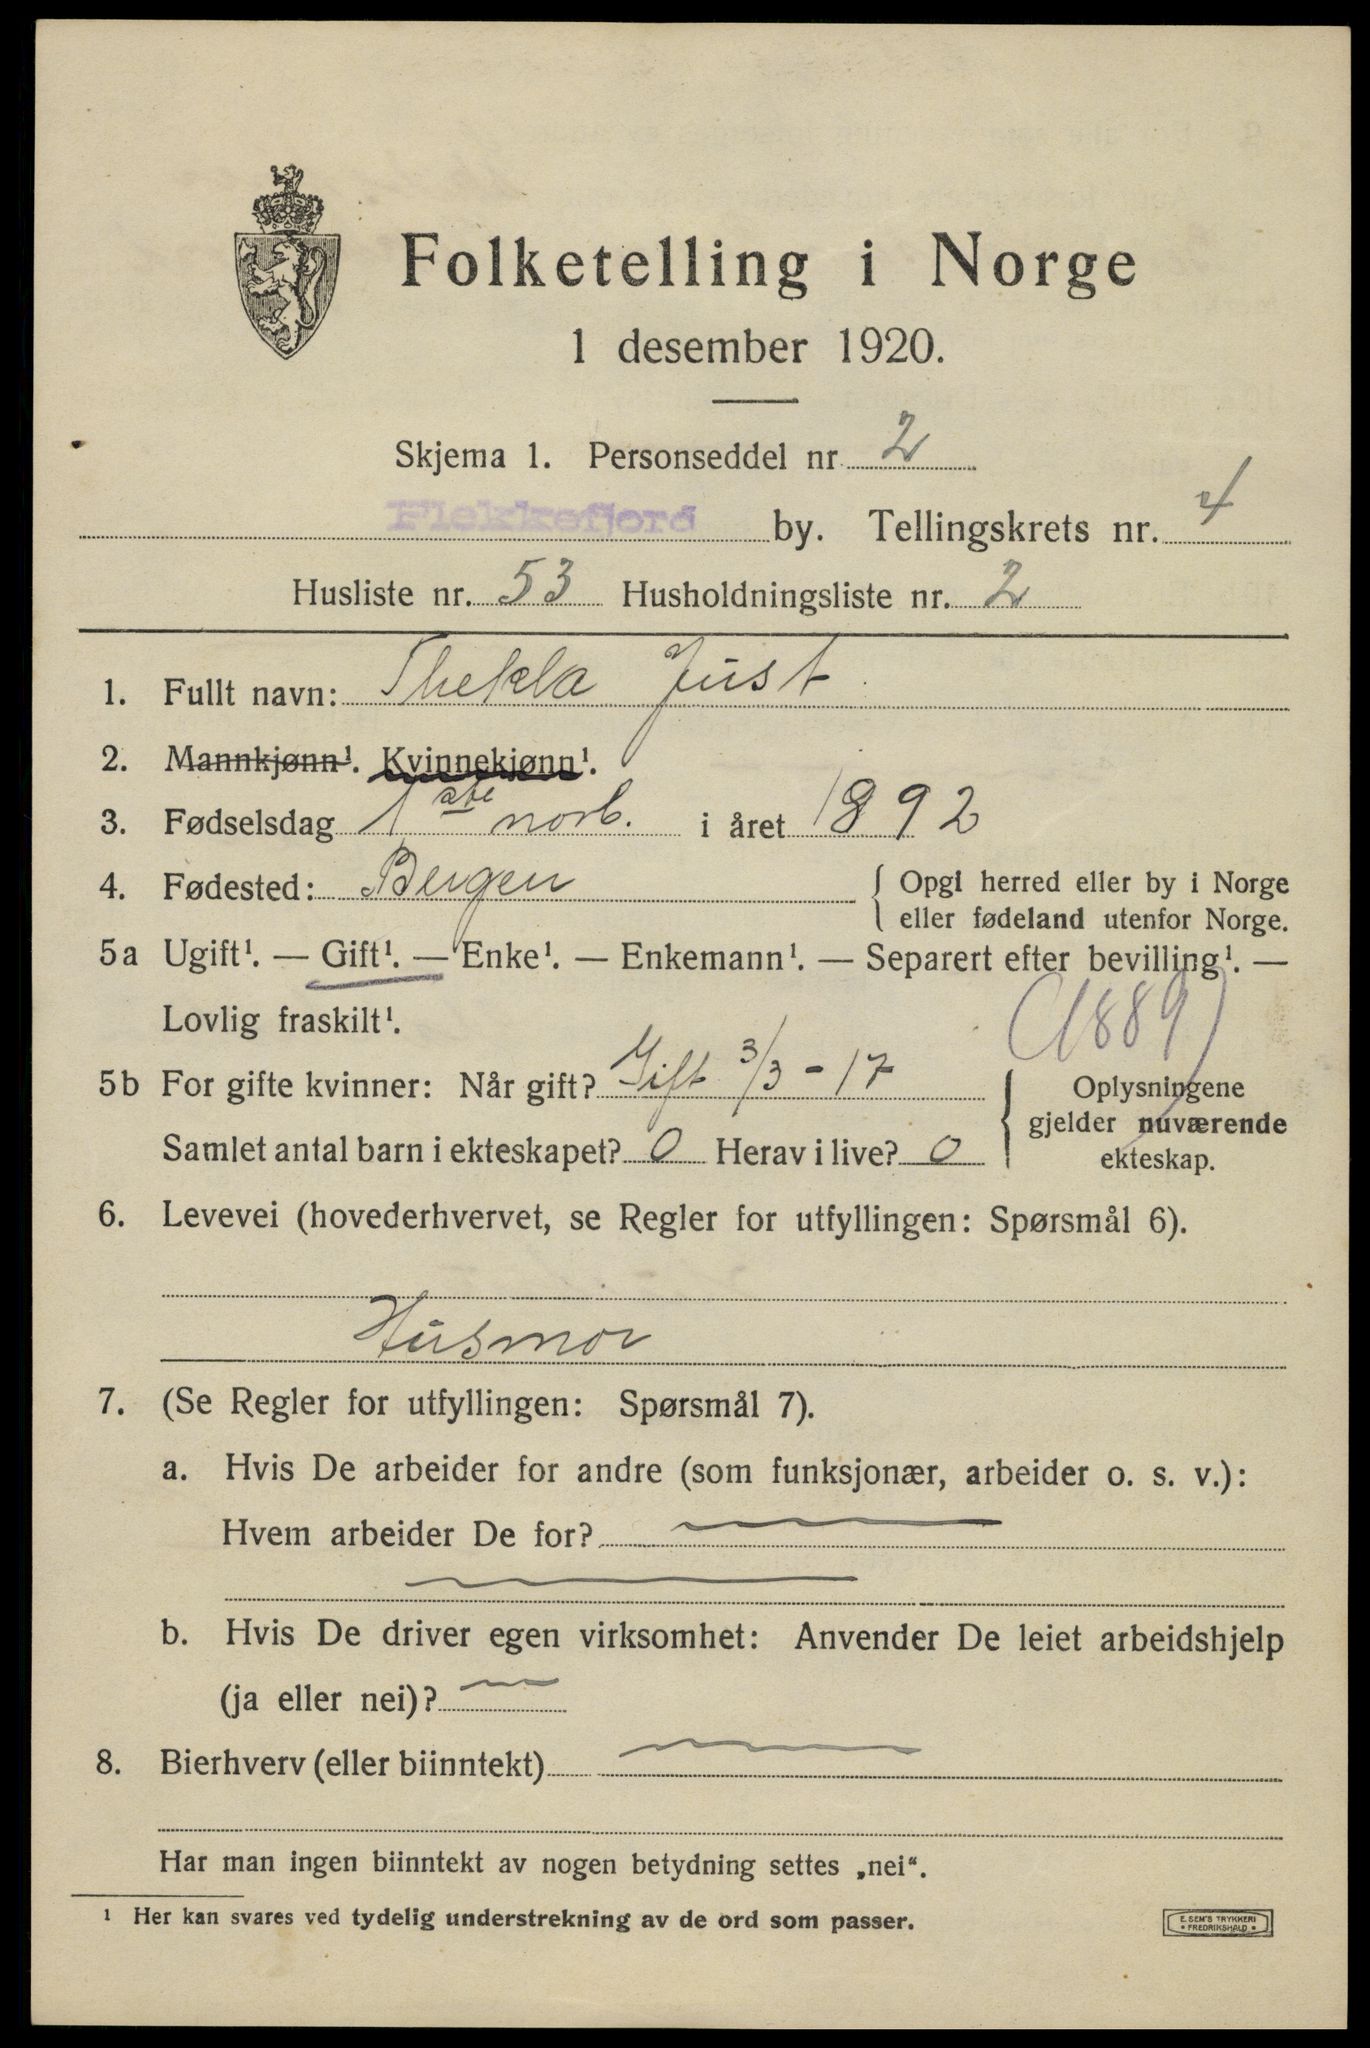 Folketelling i Norge
1 desember 1920.
Skjema 1. Personseddel nr. 2
Flekkefjord by. Tellingskrets nr. 4
Husliste nr. 53 Husholdningsliste nr. 2
1. Fullt navn: Thekla Just
2. Mannkjønn¹. Kvinnekjønn¹.
3. Fødselsdag 1 ste novb. i året 1892
4. Fødested: Bergen { Opgi herred eller by i Norge
eller fødeland utenfor Norge.
5a Ugift¹. — Gift¹. — Enke¹. — Enkemann¹. — Separert efter bevilling¹. —
Lovlig fraskilt¹. (1889)
5b For gifte kvinner: Når gift? Gift 3/3 - 17 { Oplysningene
gjelder nuværende
Samlet antal barn i ekteskapet? 0 Herav i live? 0 ekteskap.
6. Levevei (hovederhvervet, se Regler for utfyllingen: Spørsmål 6).
Husmor
7. (Se Regler for utfyllingen: Spørsmål 7).
a. Hvis De arbeider for andre (som funksjonær, arbeider o. s. v.):
Hvem arbeider De for?
b. Hvis De driver egen virksomhet: Anvender De leiet arbeidshjelp
(ja eller nei)?
8. Bierhverv (eller biinntekt)
Har man ingen biinntekt av nogen betydning settes „nei“.
¹ Her kan svares ved tydelig understrekning av de ord som passer.
E. SEM'S TRYKKERI
• FREDRIKSHALD •